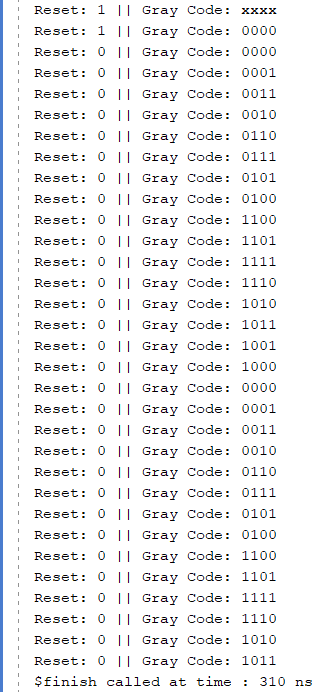 Reset: 1 || Gray Code: xxxx
Reset: 1 || Gray Code: 0000
Reset: 0 || Gray Code: 0000
Reset: 0 || Gray Code: 0001
Reset: 0 || Gray Code: 0011
Reset: 0 || Gray Code: 0010
Reset: 0 || Gray Code: 0110
Reset: 0 || Gray Code: 0111
Reset: 0 || Gray Code: 0101
Reset: 0 || Gray Code: 0100
Reset: 0 || Gray Code: 1100
Reset: 0 || Gray Code: 1101
Reset: 0 || Gray Code: 1111
Reset: 0 || Gray Code: 1110
Reset: 0 || Gray Code: 1010
Reset: 0 || Gray Code: 1011
Reset: 0 || Gray Code: 1001
Reset: 0 || Gray Code: 1000
Reset: 0 || Gray Code: 0000
Reset: 0 || Gray Code: 0001
Reset: 0 || Gray Code: 0011
Reset: 0 || Gray Code: 0010
Reset: 0 || Gray Code: 0110
Reset: 0 || Gray Code: 0111
Reset: 0 || Gray Code: 0101
Reset: 0 || Gray Code: 0100
Reset: 0 || Gray Code: 1100
Reset: 0 || Gray Code: 1101
Reset: 0 || Gray Code: 1111
Reset: 0 || Gray Code: 1110
Reset: 0 || Gray Code: 1010
Reset: 0 || Gray Code: 1011
$finish called at time : 310 ns